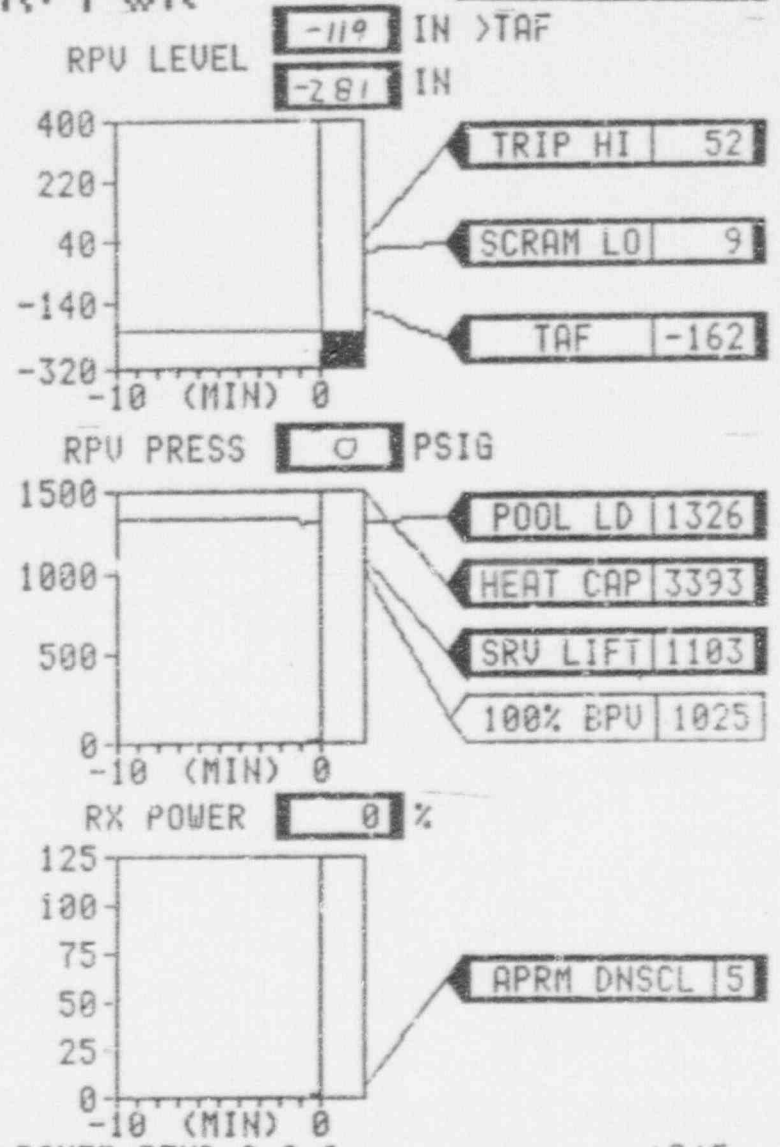 -119 IN >TAF
RPV LEVEL
-281 IN
400
220
40
-140
-320
-10 (MIN) 0
TRIP HI 52
SCRAM LO 9
TAF -162
RPV PRESS 0 PSIG
1500
1000
500
0
-10 (MIN) 0
POOL LD 1326
HEAT CAP 3393
SRV LIFT 1103
100% BPV 1025
RX POWER 0 %
125
100
75
50
25
0
-10 (MIN) 0
APRM DNSCL 5